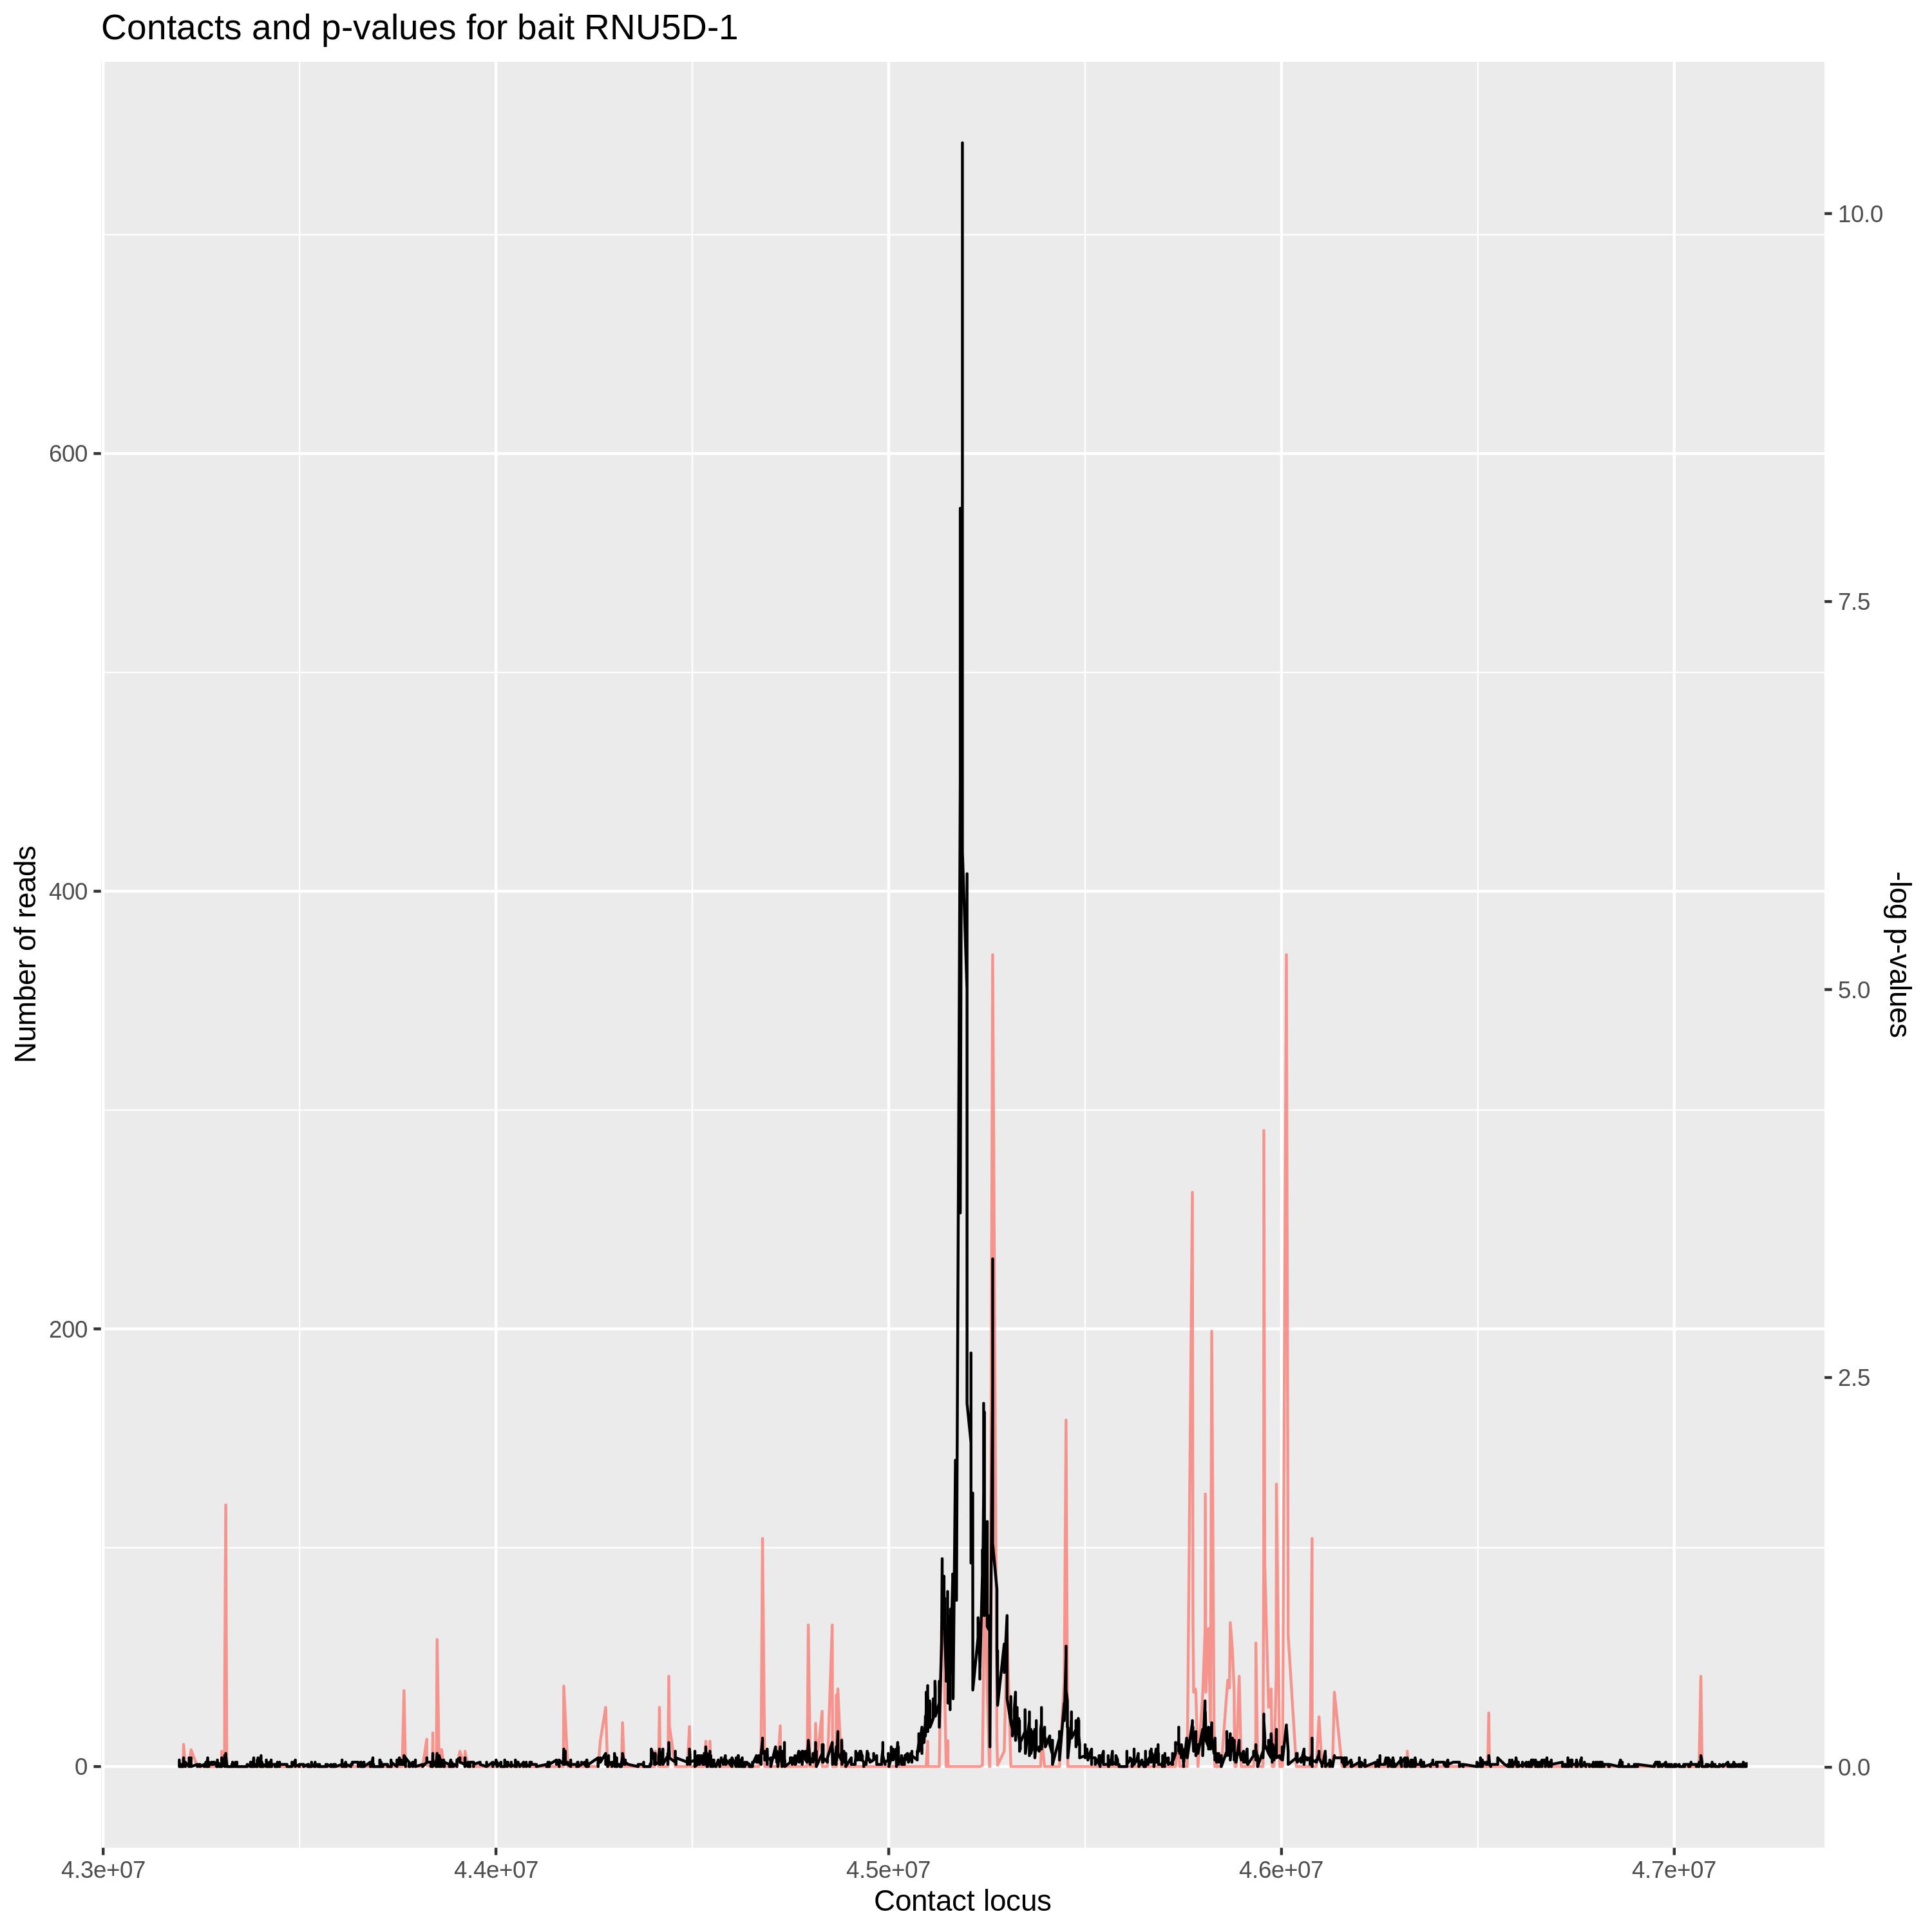 Contacts and p-values for bait RNU5D-1
10.0
600
7.5
Number of reads
400
-log p-values
5.0
200
2.5
0
0.0
4.3e+07 4.4e+07 4.5e+07 4.6e+07 4.7e+07
Contact locus